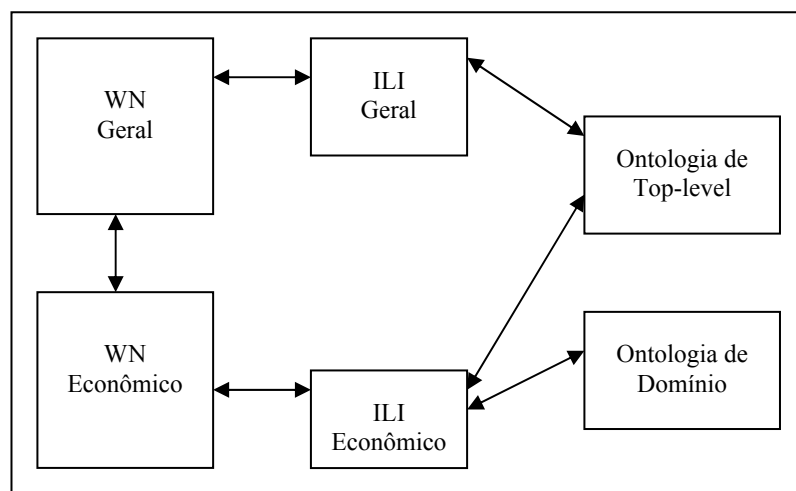 WN
Geral
ILI
Geral
Ontologia de
Top-level
WN
Econômico
ILI
Econômico
Ontologia de
Domínio